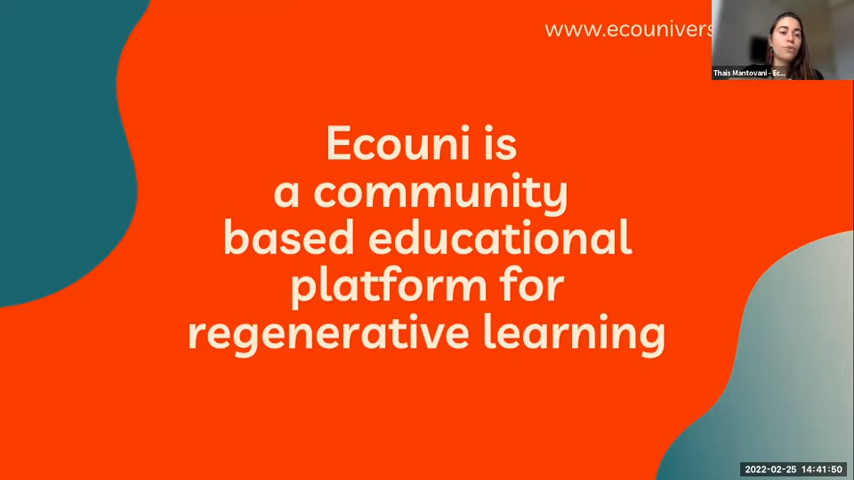 www.ecounivers
Thais Mantovani - Ec...
Ecouni is
a community
based educational
platform for
regenerative learning
2022-02-25 14:41:50